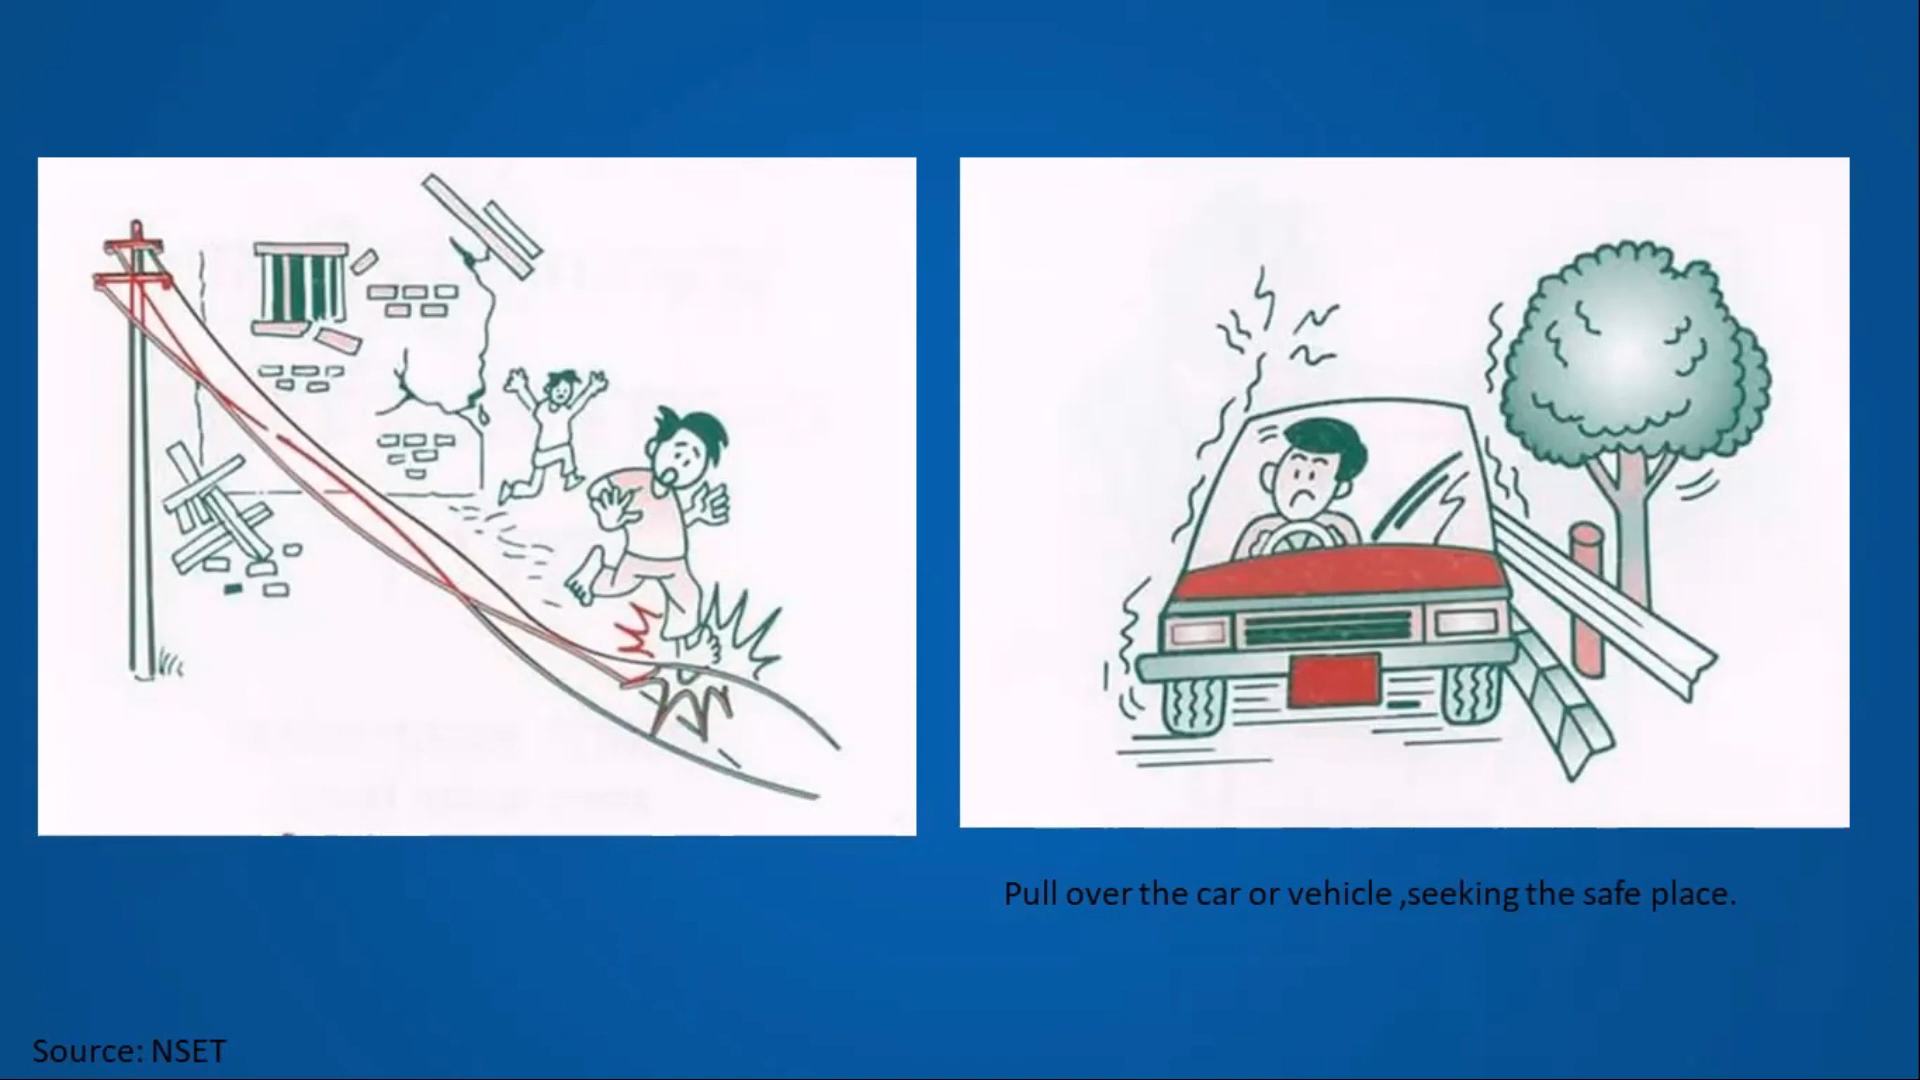 Pull over the car or vehicle ,seeking the safe place.
Source: NSET